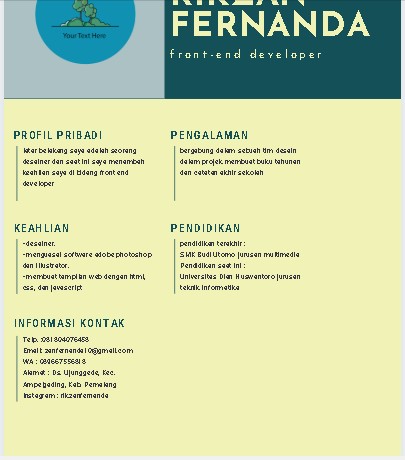 RIKZAN
FERNANDA
front-end developer
Your Text Here
PROFIL PRIBADI
latar belakang saya adalah seorang
desainer dan saat ini saya menambah
keahlian saya di bidang front end
developer
PENGALAMAN
bergabung dalam sebuah tim desain
dalam projek membuat buku tahunan
dan catatan akhir sekolah
KEAHLIAN
-desainer.
-menguasai software adobe photoshop
dan illustrator.
-membuat tampilan web dengan html,
css, dan javascript
PENDIDIKAN
pendidikan terakhir :
SMK Budi Utomo jurusan multimedia
Pendidikan saat ini :
Universitas Dian Nuswantoro jurusan
teknik informatika
INFORMASI KONTAK
Telp. :081804076458
Email: zanfernanda10@gmail.com
WA : 089667556818
Alamat : Ds. Ujunggede, Kec.
Ampelgading, Kab. Pemalang
Instagram : rikzanfernanda